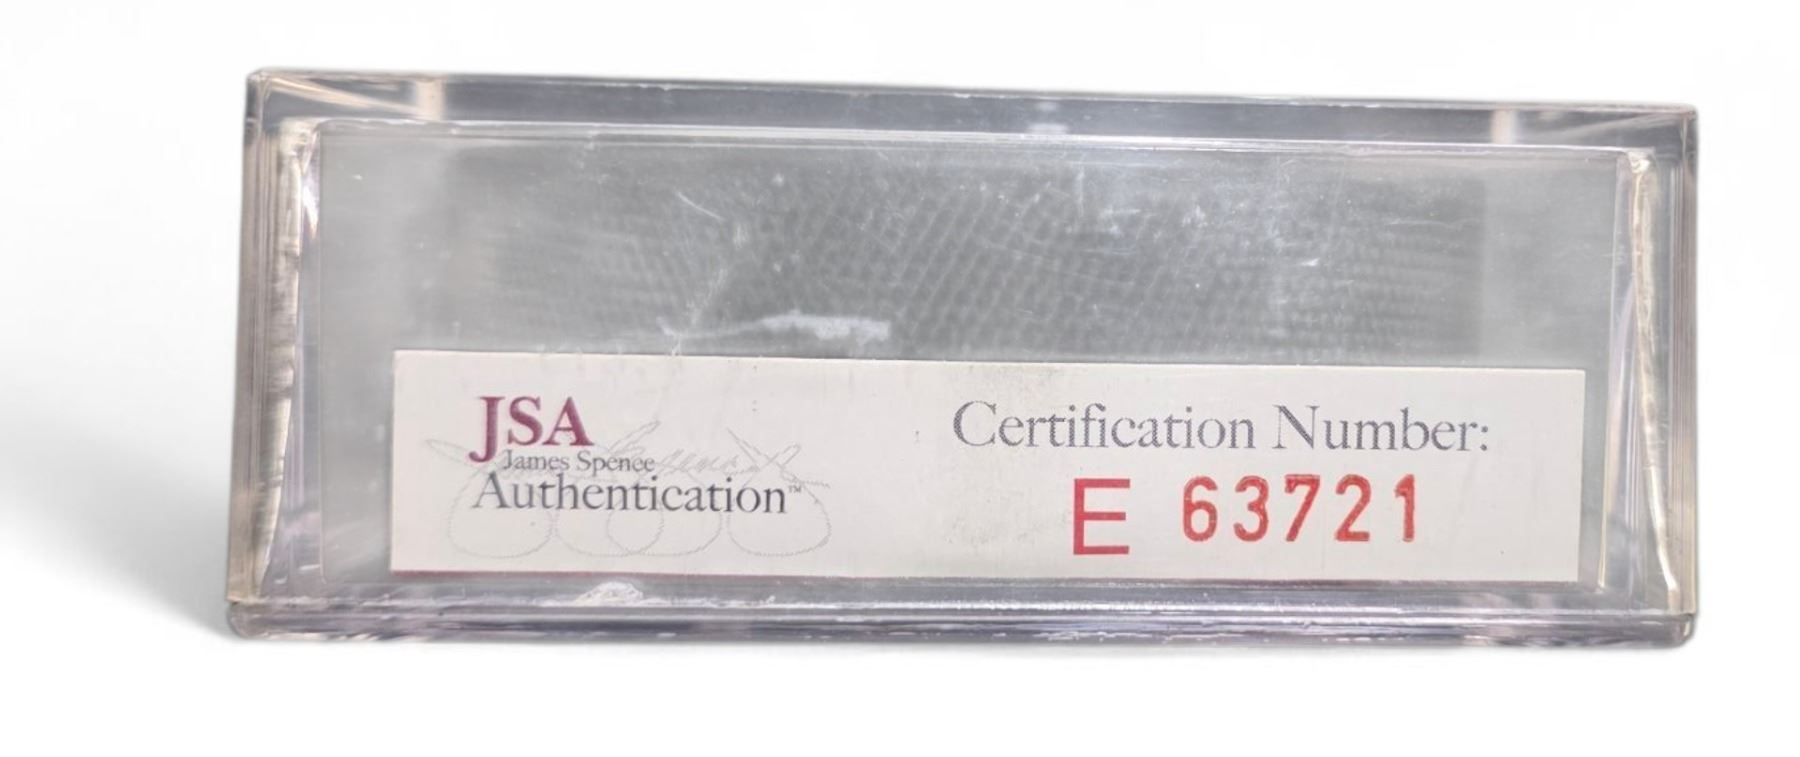 JSA
James Spence
Authentication™
Certification Number:
E 63721